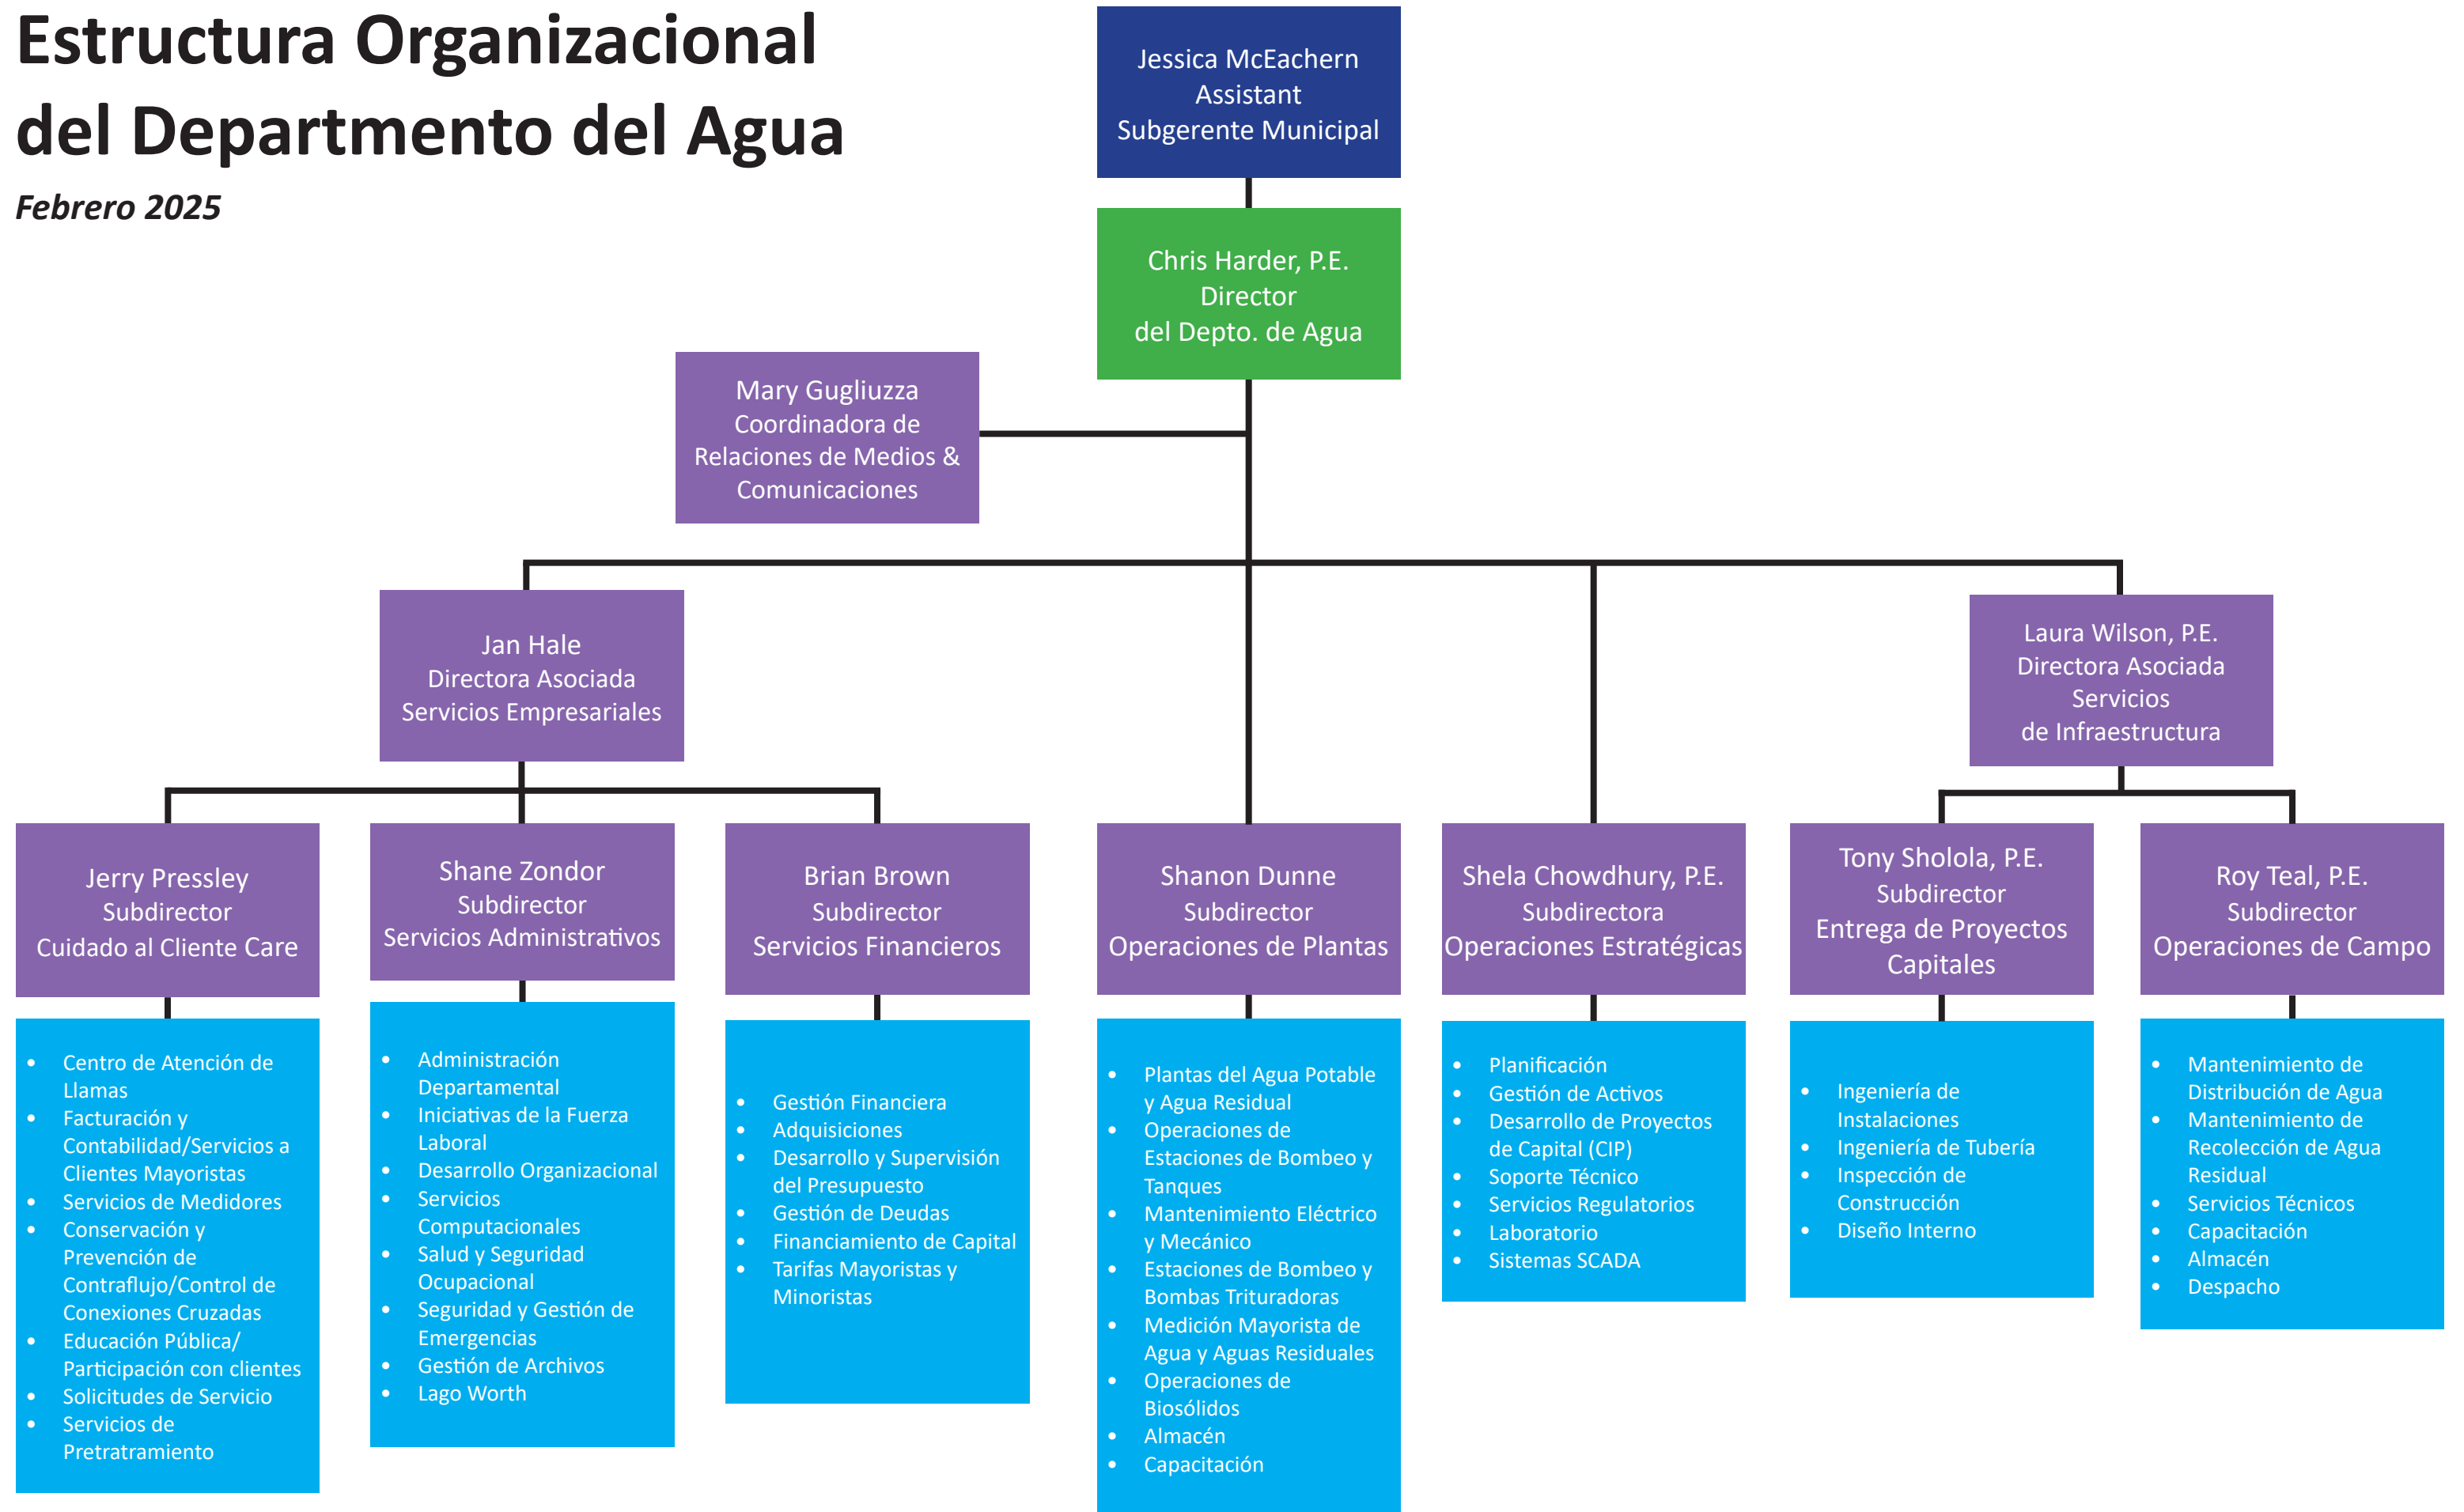 Estructura Organizacional
del Departmento del Agua
Febrero 2025
Jessica McEachern
Assistant
Subgerente Municipal
Chris Harder, P.E.
Director
del Depto. de Agua
Mary Gugliuzza
Coordinadora de
Relaciones de Medios &
Comunicaciones
Jan Hale
Directora Asociada
Servicios Empresariales
Laura Wilson, P.E.
Directora Asociada
Servicios
de Infraestructura
Jerry Pressley
Subdirector
Cuidado al Cliente Care
Shane Zondor
Subdirector
Servicios Administrativos
Brian Brown
Subdirector
Servicios Financieros
Shanon Dunne
Subdirector
Operaciones de Plantas
Shela Chowdhury, P.E.
Subdirectora
Operaciones Estratégicas
Tony Sholola, P.E.
Subdirector
Entrega de Proyectos
Capitales
Roy Teal, P.E.
Subdirector
Operaciones de Campo
• Centro de Atención de
Llamas
• Facturación y
Contabilidad/Servicios a
Clientes Mayoristas
• Servicios de Medidores
• Conservación y
Prevención de
Contraflujo/Control de
Conexiones Cruzadas
• Educación Pública/
Participación con clientes
• Solicitudes de Servicio
• Servicios de
Pretratramiento
• Administración
Departamental
• Iniciativas de la Fuerza
Laboral
• Desarrollo Organizacional
• Servicios
Computacionales
• Salud y Seguridad
Ocupacional
• Seguridad y Gestión de
Emergencias
• Gestión de Archivos
• Lago Worth
• Gestión Financiera
• Adquisiciones
• Desarrollo y Supervisión
del Presupuesto
• Gestión de Deudas
• Financiamiento de Capital
• Tarifas Mayoristas y
Minoristas
• Plantas del Agua Potable
y Agua Residual
• Operaciones de
Estaciones de Bombeo y
Tanques
• Mantenimiento Eléctrico
y Mecánico
• Estaciones de Bombeo y
Bombas Trituradoras
• Medición Mayorista de
Agua y Aguas Residuales
• Operaciones de
Biosólidos
• Almacén
• Capacitación
• Planificación
• Gestión de Activos
• Desarrollo de Proyectos
de Capital (CIP)
• Soporte Técnico
• Servicios Regulatorios
• Laboratorio
• Sistemas SCADA
• Ingeniería de
Instalaciones
• Ingeniería de Tubería
• Inspección de
Construcción
• Diseño Interno
• Mantenimiento de
Distribución de Agua
• Mantenimiento de
Recolección de Agua
Residual
• Servicios Técnicos
• Capacitación
• Almacén
• Despacho